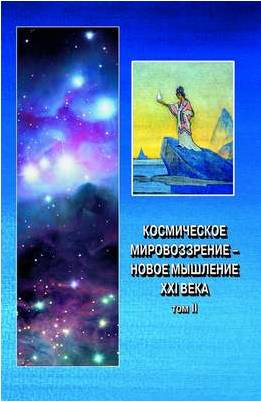 КОСМИЧЕСКОЕ
МИРОВОЗЗРЕНИЕ –
НОВОЕ МЫШЛЕНИЕ
XXI ВЕКА
том II